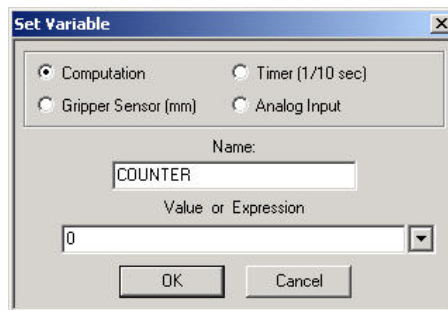 Set Variable
Computation
Timer (1/10 sec)
Gripper Sensor (mm)
Analog Input
Name:
COUNTER
Value or Expression
0
OK
Cancel